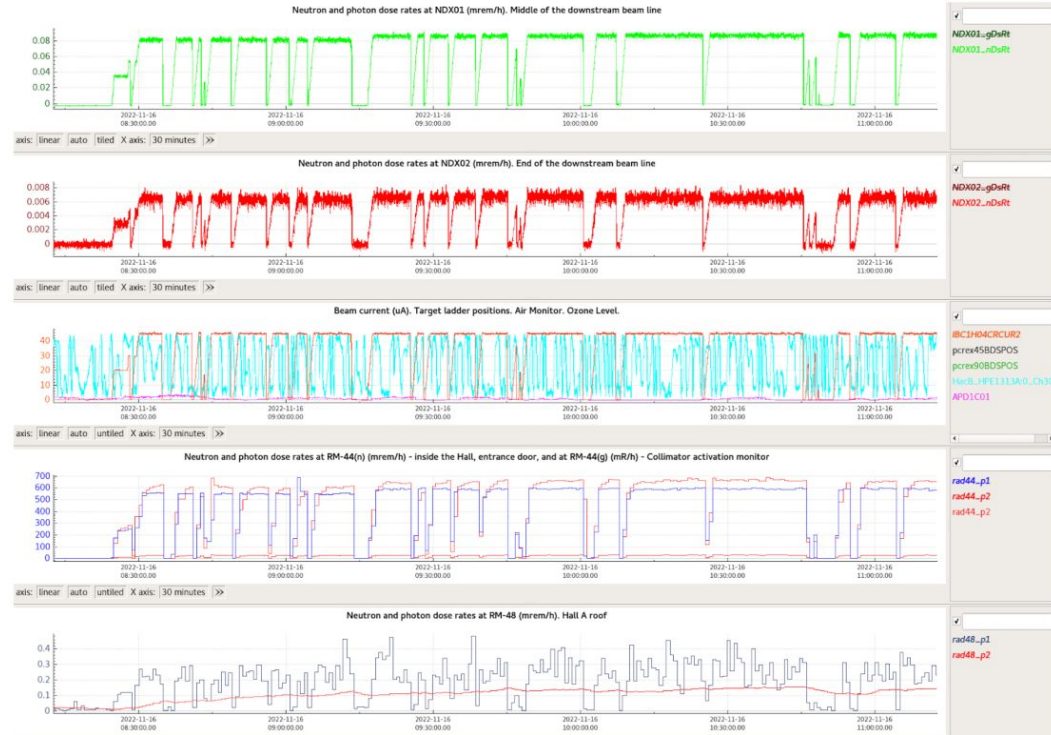 Neutron and photon dose rates at NDX01 (mrem/h). Middle of the downstream beam line
0.08
0.06
0.04
0.02
0
2022-11-16 2022-11-16 2022-11-16 2022-11-16 2022-11-16 2022-11-16
08:30:00.00 09:00:00.00 09:30:00.00 10:00:00.00 10:30:00.00 11:00:00.00
NDX01_gDsRt
NDX01_nDsRt
axis: linear auto tiled X axis: 30 minutes >>
Neutron and photon dose rates at NDX02 (mrem/h). End of the downstream beam line
0.008
0.006
0.004
0.002
0
2022-11-16 2022-11-16 2022-11-16 2022-11-16 2022-11-16 2022-11-16
08:30:00.00 09:00:00.00 09:30:00.00 10:00:00.00 10:30:00.00 11:00:00.00
NDX02_gDsRt
NDX02_nDsRt
axis: linear auto tiled X axis: 30 minutes >>
Beam current (uA). Target ladder positions. Air Monitor. Ozone Level.
40
30
20
10
0
2022-11-16 2022-11-16 2022-11-16 2022-11-16 2022-11-16 2022-11-16
08:30:00.00 09:00:00.00 09:30:00.00 10:00:00.00 10:30:00.00 11:00:00.00
IBC1H04CRCUR2
pcrex45BDSPOS
pcrex90BDSPOS
APD1C01
axis: linear auto untiled X axis: 30 minutes >>
Neutron and photon dose rates at RM-44(n) (mrem/h) - inside the Hall, entrance door, and at RM-44(g) (mR/h) - Collimator activation monitor
700
600
500
400
300
200
100
0
2022-11-16 2022-11-16 2022-11-16 2022-11-16 2022-11-16 2022-11-16
08:30:00.00 09:00:00.00 09:30:00.00 10:00:00.00 10:30:00.00 11:00:00.00
rad44_p1
rad44_p2
rad44_p2
axis: linear auto untiled X axis: 30 minutes >>
Neutron and photon dose rates at RM-48 (mrem/h). Hall A roof
0.4
0.3
0.2
0.1
0
2022-11-16 2022-11-16 2022-11-16 2022-11-16 2022-11-16 2022-11-16
08:30:00.00 09:00:00.00 09:30:00.00 10:00:00.00 10:30:00.00 11:00:00.00
rad48_p1
rad48_p2